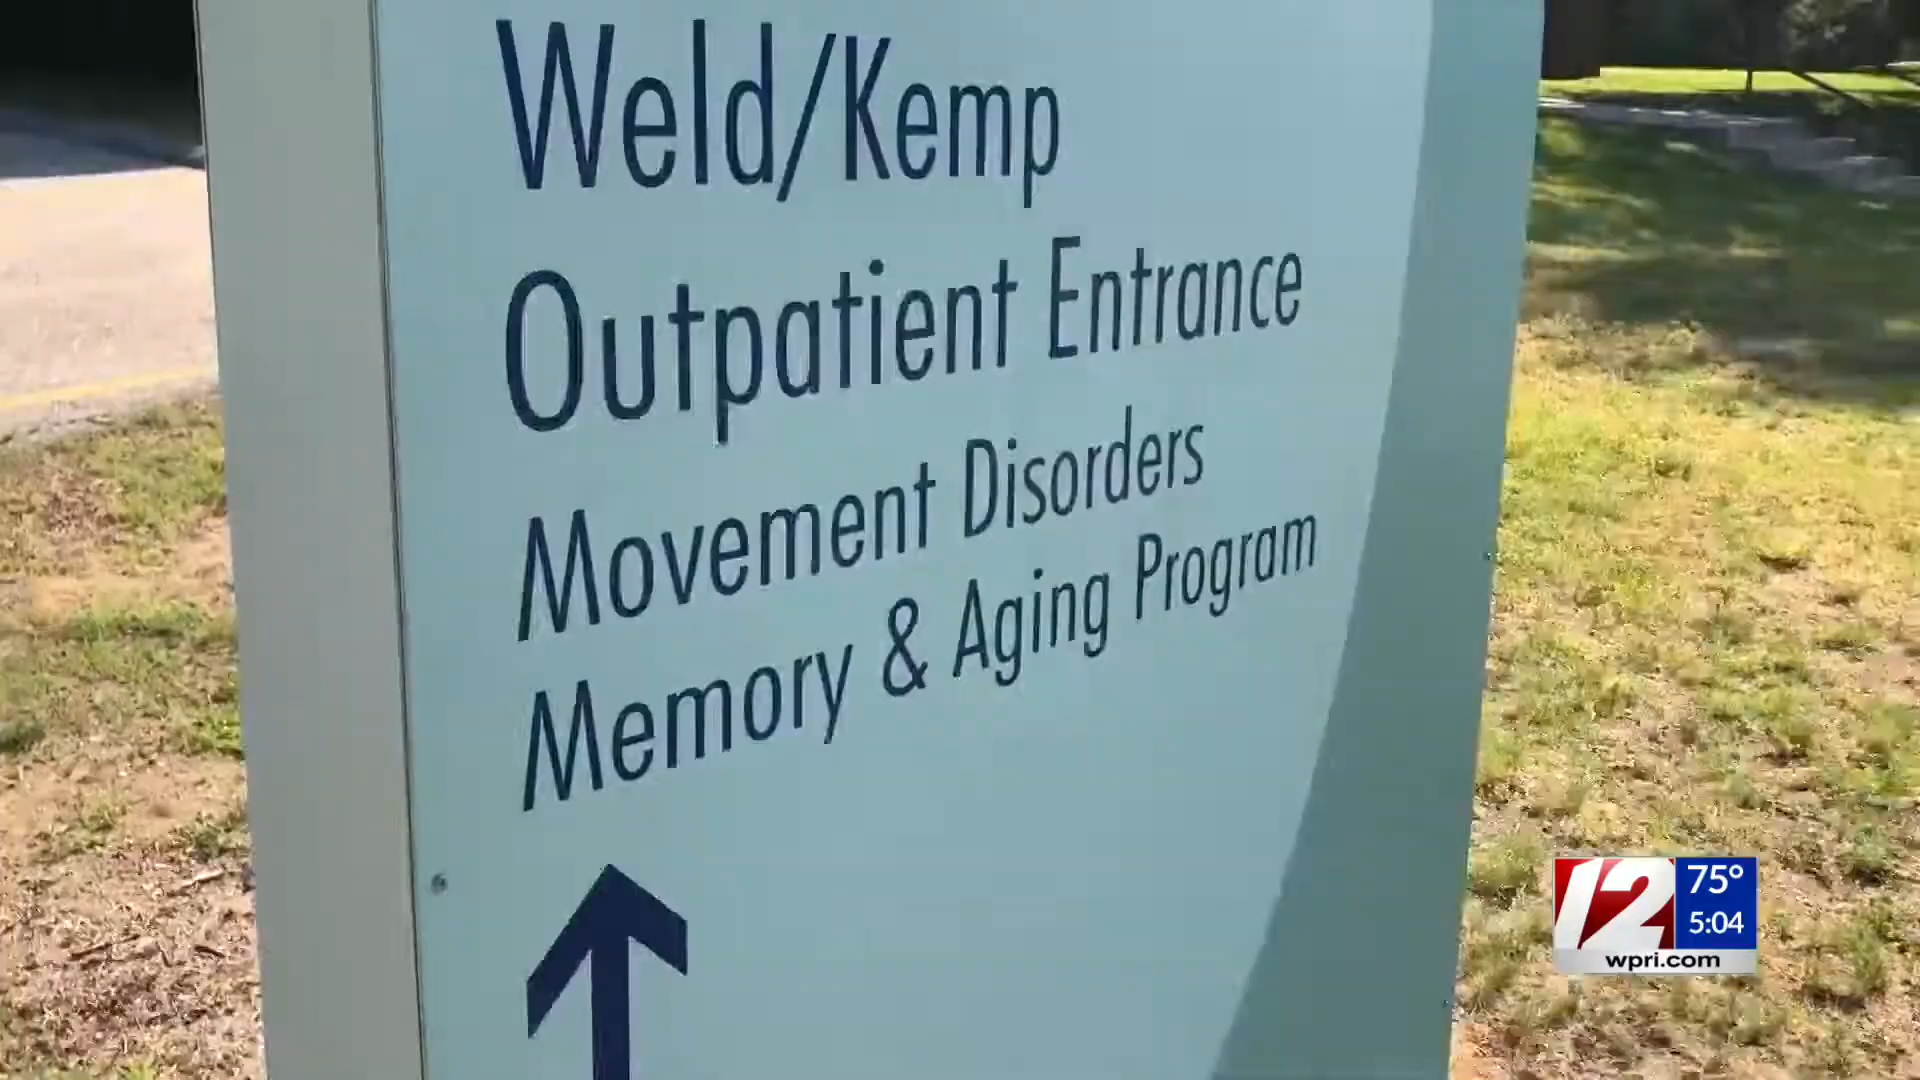 Weld/Kemp
Outpatient Entrance
Movement Disorders
Memory & Aging Program
12
75°
5:04
wpri.com